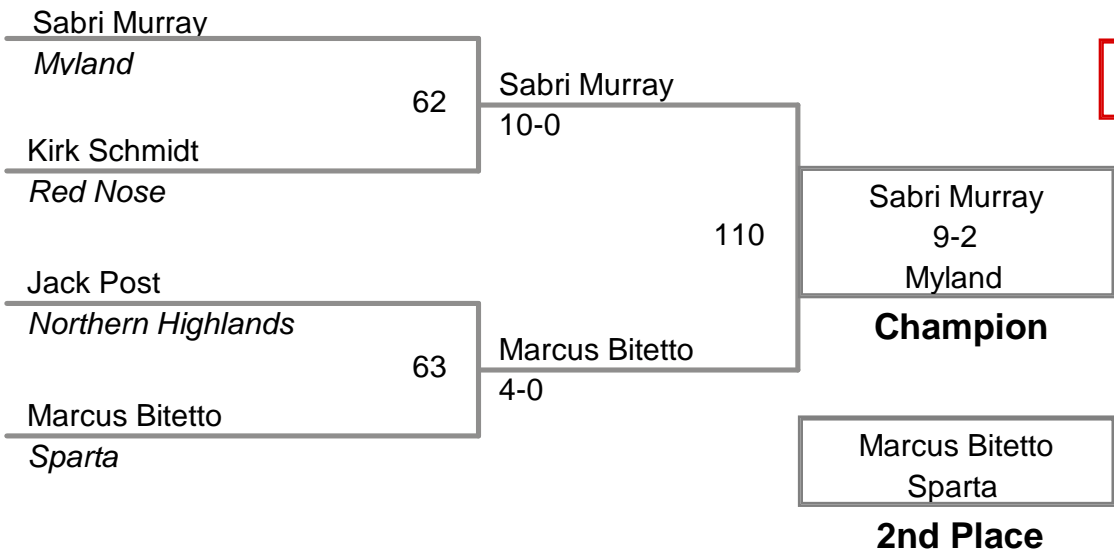 Sabri Murray
Myland
62
Kirk Schmidt
Red Nose
Sabri Murray
10-0
Jack Post
Northern Highlands
63
Marcus Bitetto
Sparta
Marcus Bitetto
4-0
110
Sabri Murray
9-2
Myland
Champion
Marcus Bitetto
Sparta
2nd Place